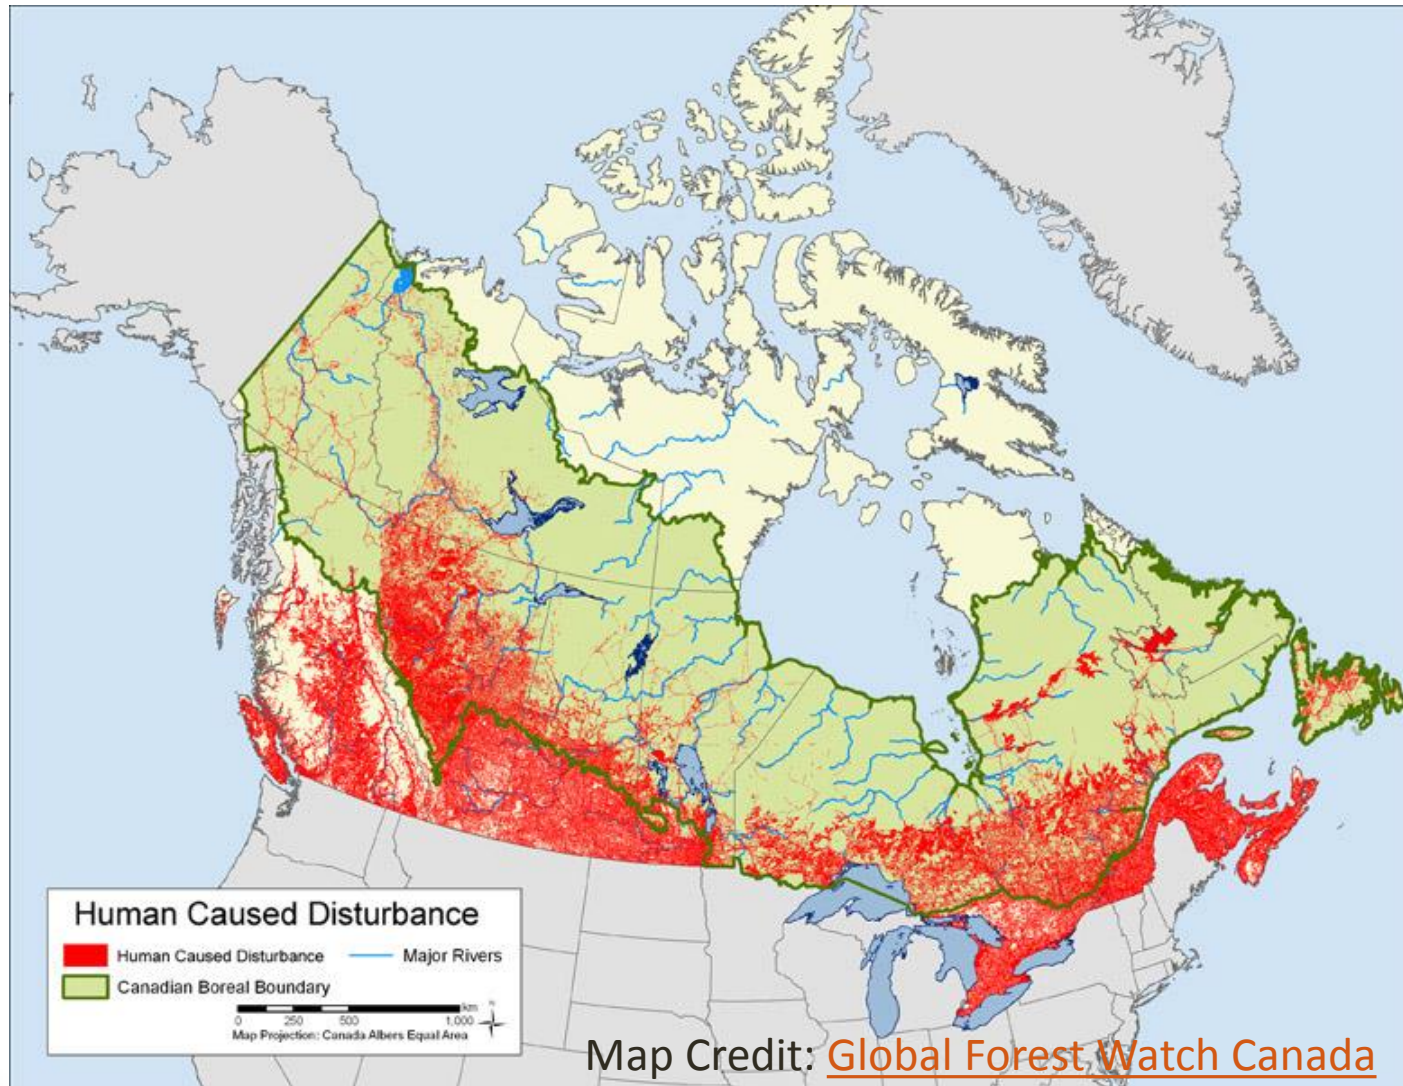 Human Caused Disturbance
Human Caused Disturbance
Major Rivers
Canadian Boreal Boundary
km
0 250 500 1,000
Map Projection: Canada Albers Equal Area
Map Credit: Global Forest Watch Canada